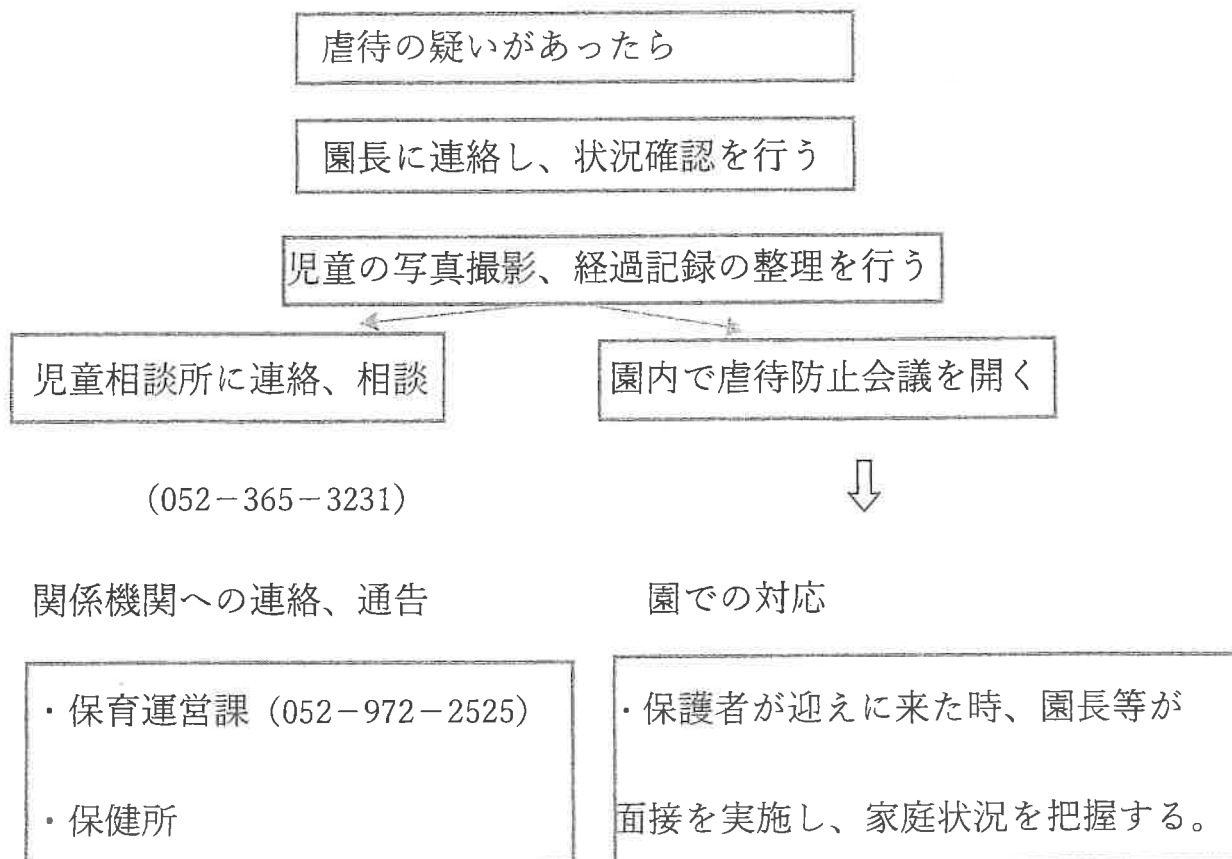 虐待の疑いがあったら
園長に連絡し、状況確認を行う
児童の写真撮影、経過記録の整理を行う
児童相談所に連絡、相談
園内で虐待防止会議を開く
（052－365－3231）
関係機関への連絡、通告
園での対応
・保育運営課（052－972－2525）
・保健所
・保護者が迎えに来た時、園長等が
面接を実施し、家庭状況を把握する。